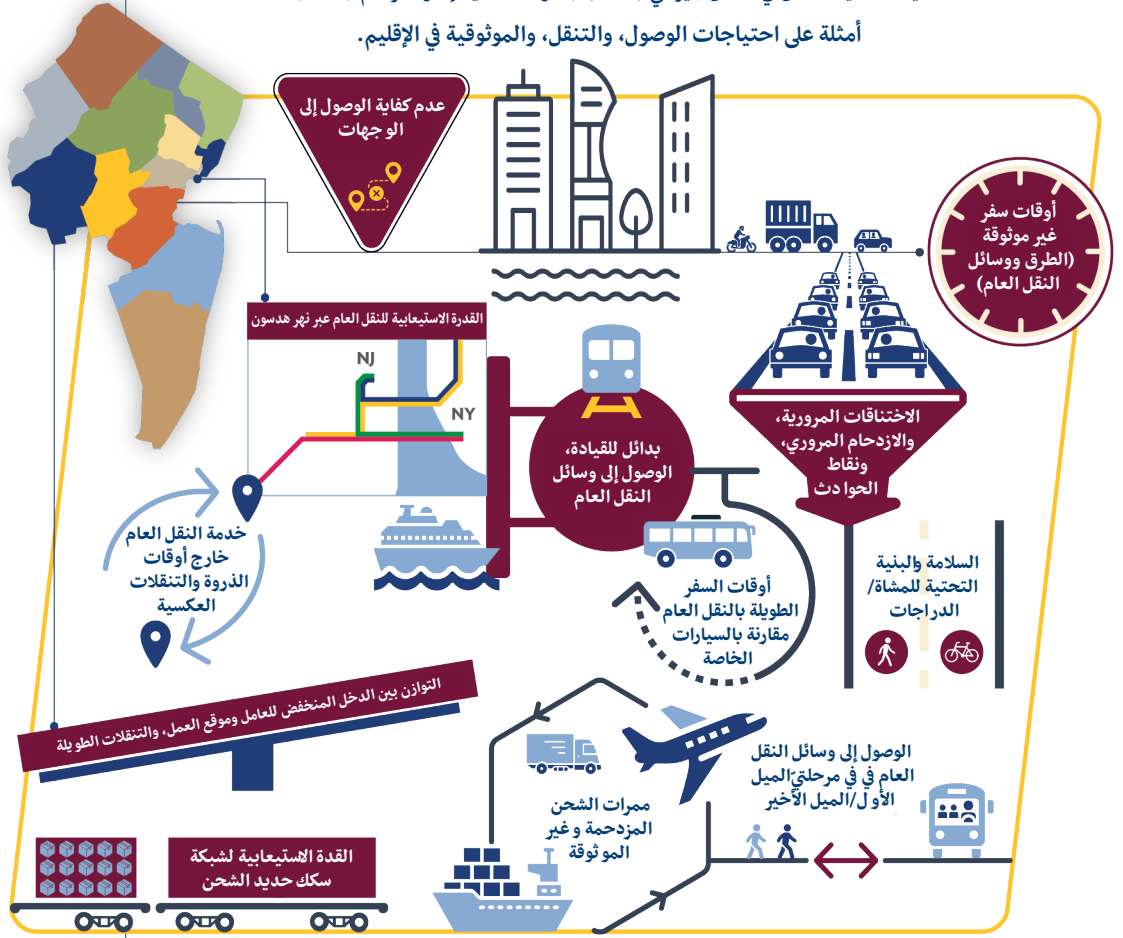 أمثلة على احتياجات الوصول، والتنقل، والموثوقية في الإقليم.
عدم كفاية الوصول إلى
الوجهات
أوقات سفر
غير موثوقة
(الطرق ووسائل
النقل العام)
القدرة الاستيعابية للنقل العام عبر نهر هدسون
NJ
NY
بدائل للقيادة،
الوصول إلى وسائل
النقل العام
الاختناقات المرورية،
والازدحام المروري،
ونقاط
الحوادث
خدمة النقل العام
خارج أوقات
الذروة والتنقلات
العكسية
أوقات السفر
الطويلة بالنقل العام
مقارنة بالسيارات
الخاصة
السلامة والبنية
التحتية للمشاة/
الدراجات
التوازن بين الدخل المنخفض للعامل وموقع العمل، والتنقلات الطويلة
ممرات الشحن
المزدحمة وغير
الموثوقة
الوصول إلى وسائل النقل
العام في في مرحلتيّ الميل
الأول/الميل الأخير
القدة الاستيعابية لشبكة
سكك حديد الشحن